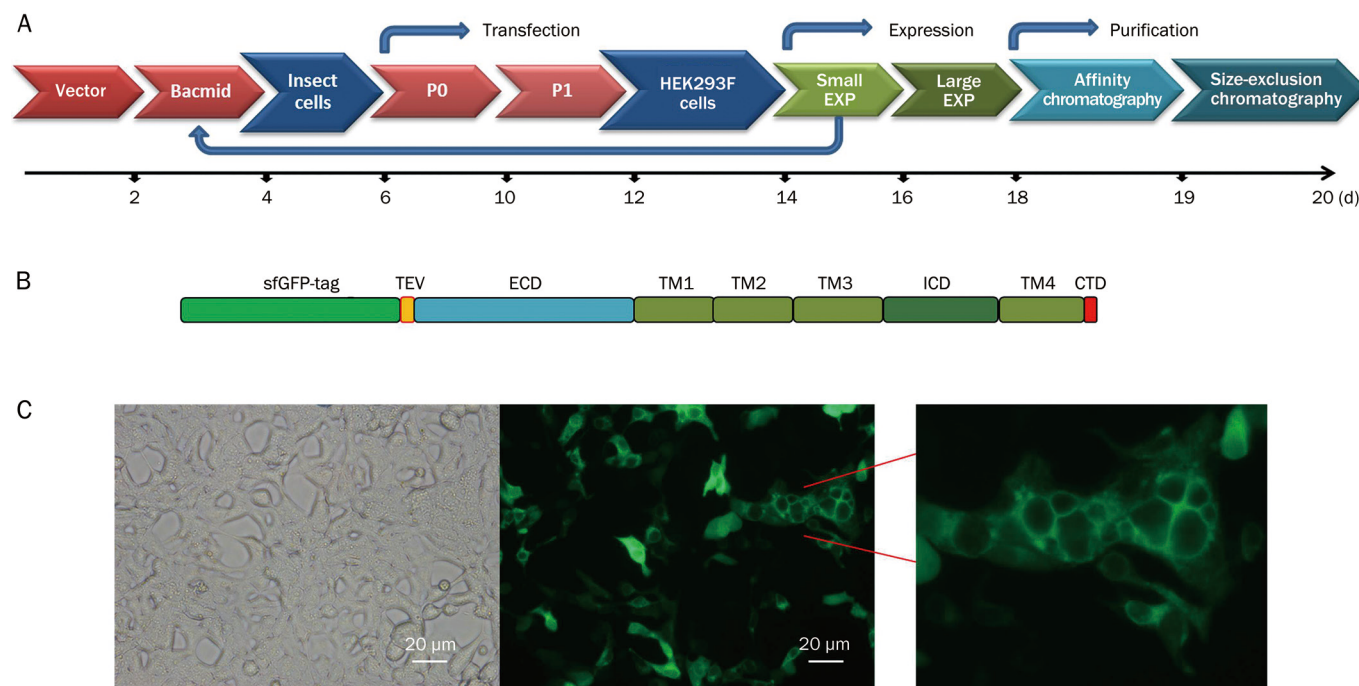 A
Transfection
Expression
Purification
Vector
Bacmid
Insect
cells
P0
P1
HEK293F
cells
Small
EXP
Large
EXP
Affinity
chromatography
Size-exclusion
chromatography
2
4
6
10
12
14
16
18
19
20 (d)
B
sfGFP-tag
TEV
ECD
TM1
TM2
TM3
ICD
TM4
CTD
C
20 µm
20 µm